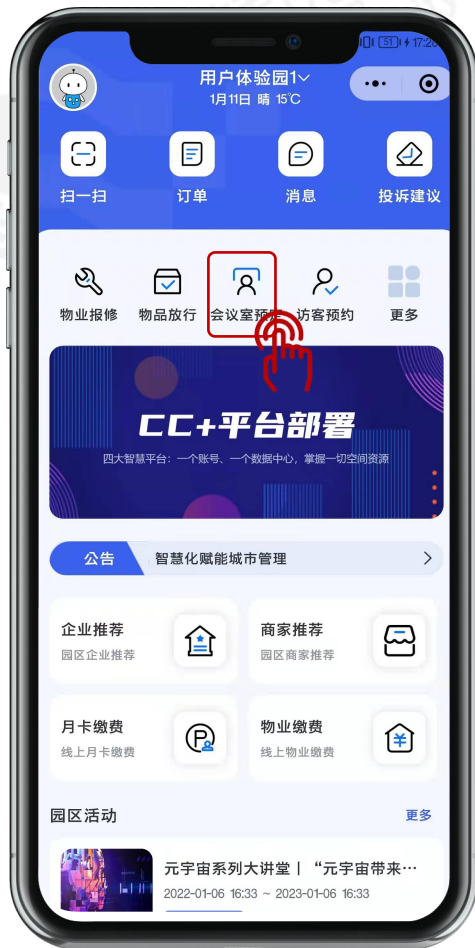 51 17:28
用户体验园1
1月11日 晴 15℃
扫一扫 订单 消息 投诉建议
物业报修 物品放行 会议室预定 访客预约 更多
CC+平台部署
四大智慧平台：一个账号、一个数据中心，掌握一切空间资源
公告 智慧化赋能城市管理
企业推荐 商家推荐
园区企业推荐 园区商家推荐
月卡缴费 物业缴费
线上月卡缴费 线上物业缴费
园区活动 更多
元宇宙系列大讲堂丨 “元宇宙带来…
2022-01-06 16:33 ~ 2023-01-06 16:33